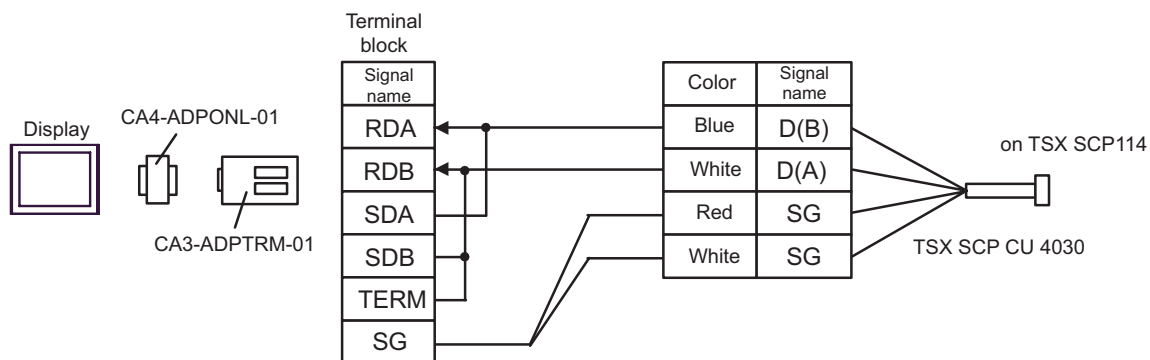 Display
CA4-ADPONL-01
CA3-ADPTRM-01
Terminal
block
Signal
name
RDA
RDB
SDA
SDB
TERM
SG
Color
Signal
name
Blue
D(B)
White
D(A)
Red
SG
White
SG
on TSX SCP114
TSX SCP CU 4030